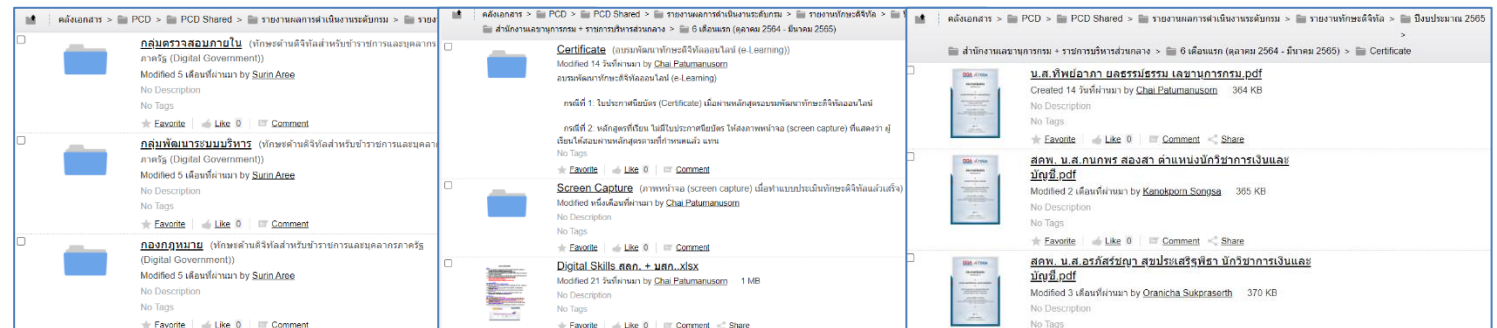 คลังเอกสาร > PCD > PCD Shared > รายงานผลการดำเนินงานระดับกรม > รายง
กลุ่มตรวจสอบภายใน (ทักษะด้านดิจิทัลสำหรับข้าราชการและบุคลากร
ภาครัฐ (Digital Government))
Modified 5 เดือนที่ผ่านมา by Surin Aree
No Description
No Tags
Favorite Like 0 Comment
กลุ่มพัฒนาระบบบริหาร (ทักษะด้านดิจิทัลสำหรับข้าราชการและบุคลา
ภาครัฐ (Digital Government))
Modified 5 เดือนที่ผ่านมา by Surin Aree
No Description
No Tags
Favorite Like 0 Comment
กองกฎหมาย (ทักษะด้านดิจิทัลสำหรับข้าราชการและบุคลากรภาครัฐ
(Digital Government))
Modified 5 เดือนที่ผ่านมา by Surin Aree
No Description
No Tags
Favorite Like 0 Comment
คลังเอกสาร > PCD > PCD Shared > รายงานผลการดำเนินงานระดับกรม > รายงานทักษะดิจิทัล >
สำนักงานเลขานุการกรม + ราชการบริหารส่วนกลาง > 6 เดือนแรก (ตุลาคม 2564 - มีนาคม 2565)
Certificate (อบรมพัฒนาทักษะดิจิทัลออนไลน์ (e-Learning))
Modified 14 วันที่ผ่านมา by Chai Patumanusorn
อบรมพัฒนาทักษะดิจิทัลออนไลน์ (e-Learning)
กรณีที่ 1: ใบประกาศนียบัตร (Certificate) เมื่อผ่านหลักสูตรอบรมพัฒนาทักษะดิจิทัลออนไลน์
กรณีที่ 2: หลักสูตรที่เรียน ไม่มีใบประกาศนียบัตร ให้ส่งภาพหน้าจอ (screen capture) ที่แสดงว่า ผู้
เรียนได้สอบผ่านหลักสูตรตามที่กำหนดแล้ว แทน
No Tags
Favorite Like 0 Comment
Screen Capture (ภาพหน้าจอ (screen capture) เมื่อทำแบบประเมินทักษะดิจิทัลแล้วเสร็จ)
Modified หนึ่งเดือนที่ผ่านมา by Chai Patumanusorn
No Description
No Tags
Favorite Like 0 Comment
Digital Skills สลก. + บสก..xlsx
Modified 21 วันที่ผ่านมา by Chai Patumanusorn 1 MB
No Description
No Tags
Favorite Like 0 Comment Share
คลังเอกสาร > PCD > PCD Shared > รายงานผลการดำเนินงานระดับกรม > รายงานทักษะดิจิทัล > ปีงบประมาณ 2565
>
สำนักงานเลขานุการกรม + ราชการบริหารส่วนกลาง > 6 เดือนแรก (ตุลาคม 2564 - มีนาคม 2565) > Certificate
น.ส.ทิพย์อาภา ยลธรรม์ธรรม เลขานุการกรม.pdf
Created 14 วันที่ผ่านมา by Chai Patumanusorn 364 KB
No Description
No Tags
Favorite Like 0 Comment Share
สคพ. น.ส.กนกพร สองสา ตำแหน่งนักวิชาการเงินและ
บัญชี.pdf
Modified 2 เดือนที่ผ่านมา by Kanokporn Songsa 365 KB
No Description
No Tags
Favorite Like 0 Comment Share
สคพ. น.ส.อรภัสร์ชญา สุขประเสริฐพิธา นักวิชาการเงินและ
บัญชี.pdf
Modified 3 เดือนที่ผ่านมา by Oranicha Sukpraserth 370 KB
No Description
No Tags